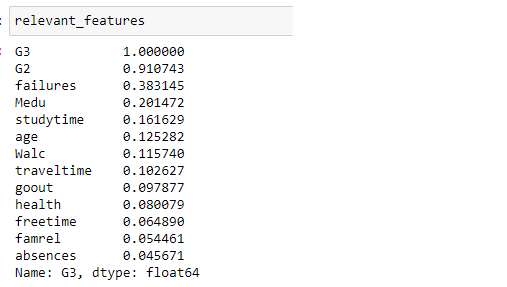 relevant_features
G3 1.000000
G2 0.910743
failures 0.383145
Medu 0.201472
studytime 0.161629
age 0.125282
Walc 0.115740
traveltime 0.102627
goout 0.097877
health 0.080079
freetime 0.064890
famrel 0.054461
absences 0.045671
Name: G3, dtype: float64